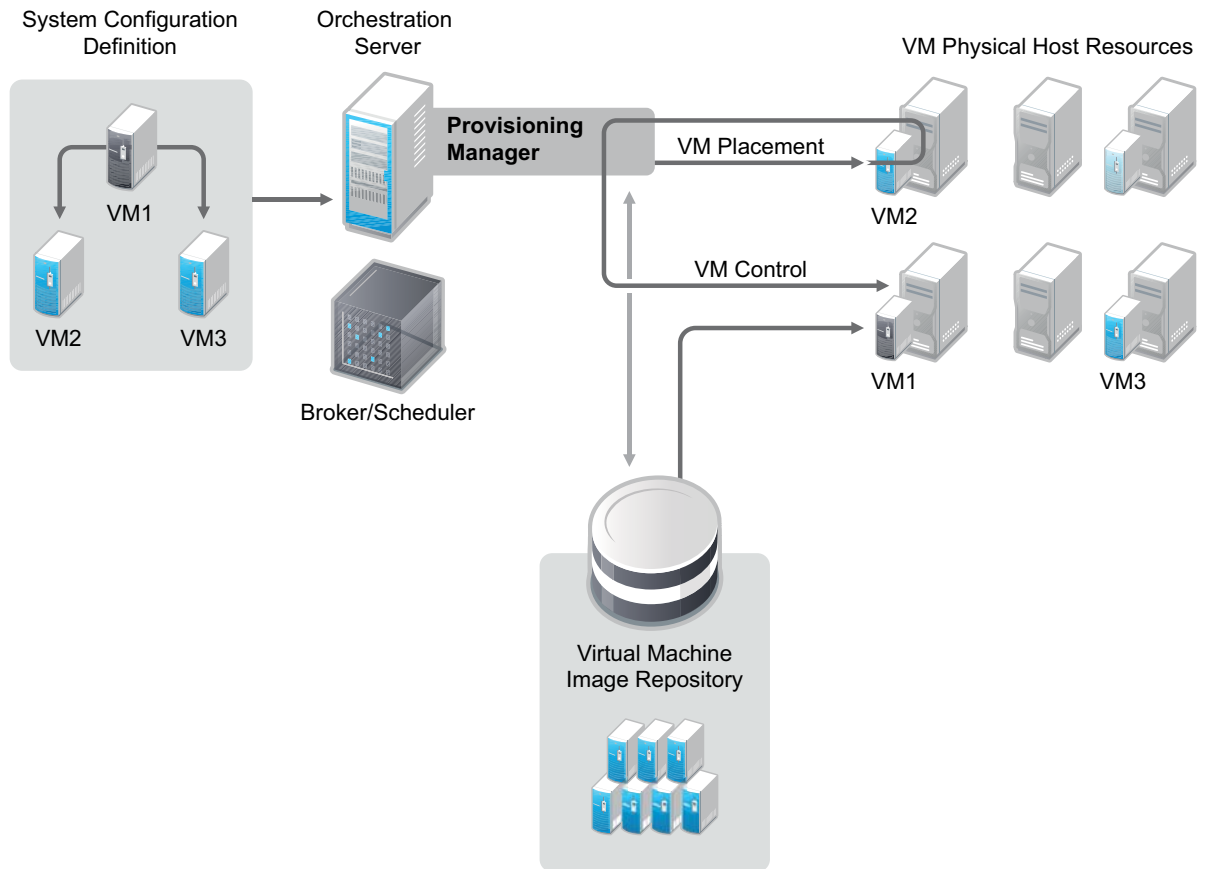 System Configuration
Definition
Orchestration
Server
VM Physical Host Resources
Provisioning
Manager
VM Placement
VM1
VM2
VM2
VM Control
VM3
VM1
VM3
Broker/Scheduler
Virtual Machine
Image Repository